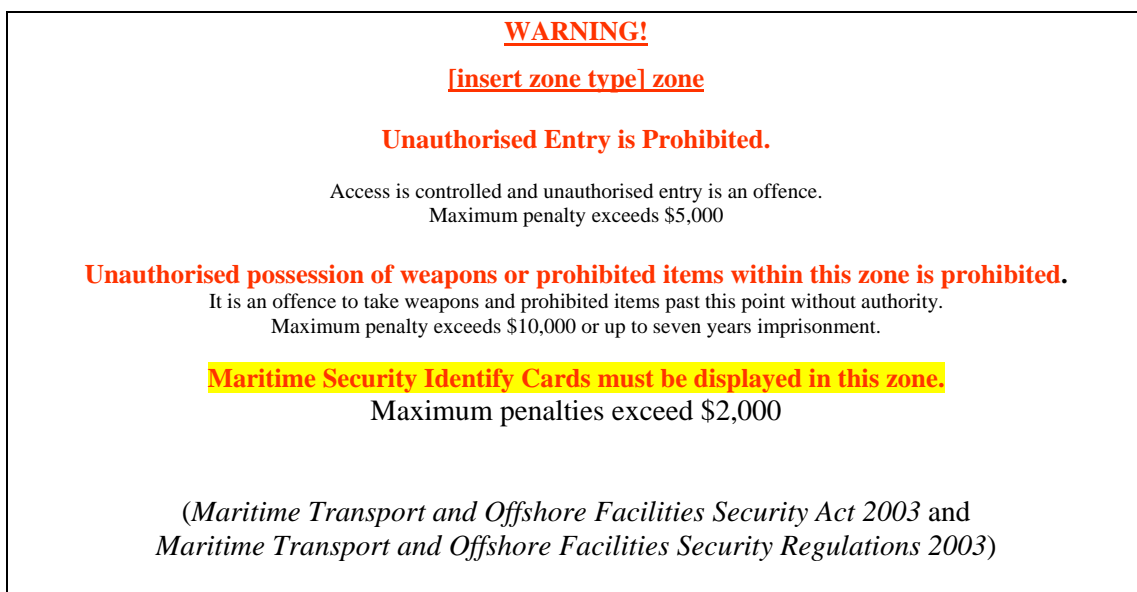 WARNING!
[insert zone type] zone
Unauthorised Entry is Prohibited.
Access is controlled and unauthorised entry is an offence.
Maximum penalty exceeds $5,000
Unauthorised possession of weapons or prohibited items within this zone is prohibited.
It is an offence to take weapons and prohibited items past this point without authority.
Maximum penalty exceeds $10,000 or up to seven years imprisonment.
Maritime Security Identify Cards must be displayed in this zone.
Maximum penalties exceed $2,000
(Maritime Transport and Offshore Facilities Security Act 2003 and
Maritime Transport and Offshore Facilities Security Regulations 2003)